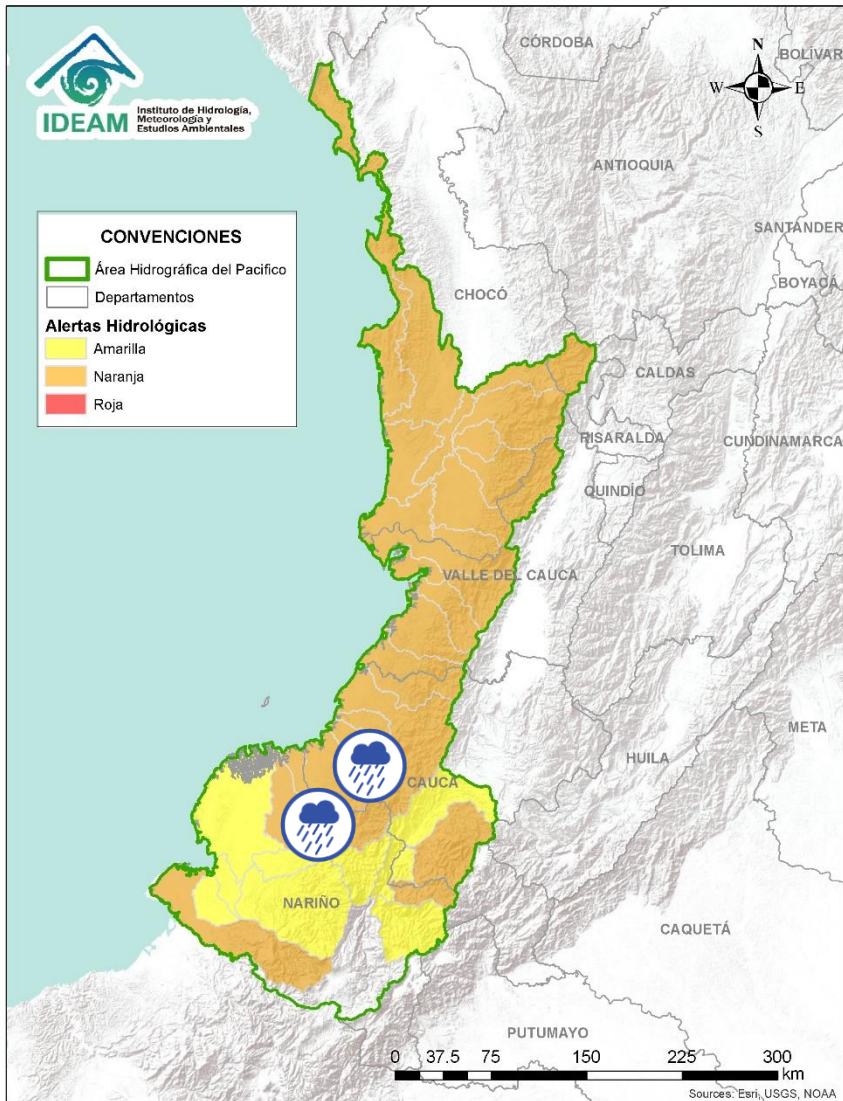 IDEAM
Instituto de Hidrología,
Meteorología y
Estudios Ambientales
CÓRDOBA
BOLÍVAR
N
W
E
S
ANTIOQUIA
SANTANDER
BOYACÁ
CONVENCIONES
Área Hidrográfica del Pacifico
Departamentos
Alertas Hidrológicas
Amarilla
Naranja
Roja
CHOCÓ
CALDAS
RISARALDA
CUNDINAMARCA
QUINDÍO
TOLIMA
VALLE DEL CAUCA
META
HUILA
CAUCA
NARIÑO
CAQUETÁ
PUTUMAYO
0 37.5 75 150 225 300
km
Sources: Esri, USGS, NOAA